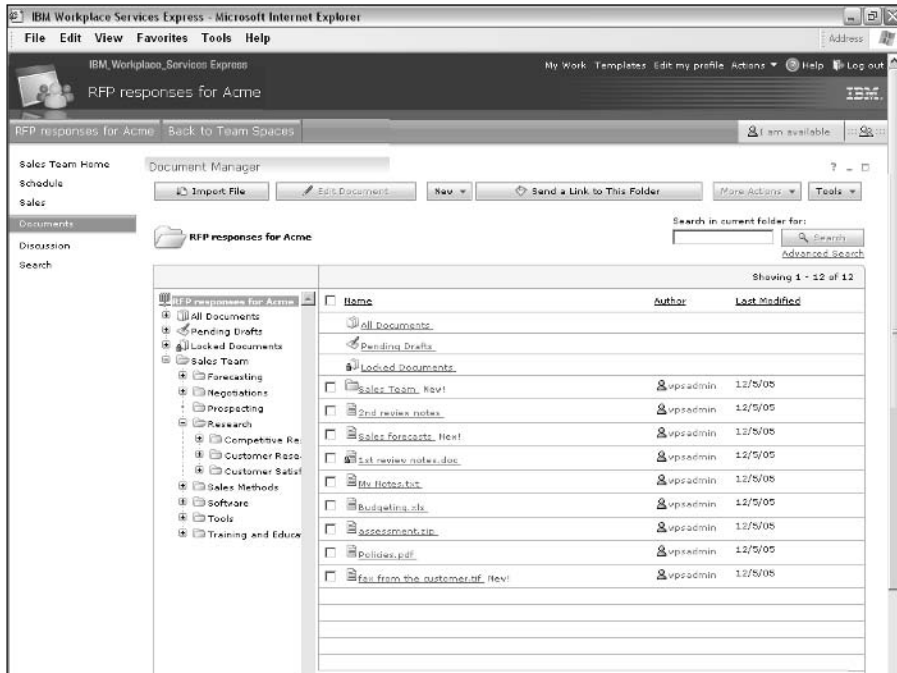 IBM Workplace Services Express - Microsoft Internet Explorer
File Edit View Favorites Tools Help
Address
IBM_Workplace_Services Express
My Work Templates Edit my profile Actions Help Log out
RFP responses for Acme
IBM.
RFP responses for Acme Back to Team Spaces
I am available
Sales Team Home
Schedule
Sales
Documents
Discussion
Search
Document Manager
? _ □
Import File Edit Document New Send a Link to This Folder More Actions Tools
RFP responses for Acme
Search in current folder for:
Search
Advanced Search
Showing 1 - 12 of 12
RFP responses for Acme
All Documents
Pending Drafts
Locked Documents
Sales Team
Forecasting
Negotiations
Prospecting
Research
Competitive Re
Customer Rese
Customer Satisf
Sales Methods
Software
Tools
Training and Educa
Name Author Last Modified
All Documents
Pending Drafts
Locked Documents
Sales Team New! vpsadmin 12/5/05
2nd review notes vpsadmin 12/5/05
Sales forecasts New! vpsadmin 12/5/05
1st review notes.doc vpsadmin 12/5/05
My Notes.txt vpsadmin 12/5/05
Budgeting.xls vpsadmin 12/5/05
assessment.zip vpsadmin 12/5/05
Policies.pdf vpsadmin 12/5/05
fax from the customer.tif New! vpsadmin 12/5/05